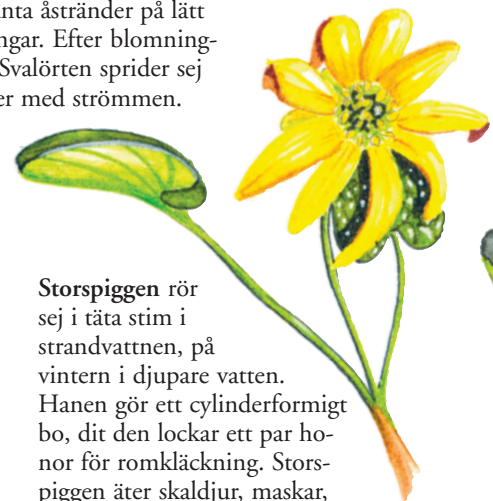 nta åstränder på lätt
ngar. Efter blomning-
Svalörten sprider sej
er med strömmen.
Storspiggen rör
sej i täta stim i
strandvattnen, på
vintern i djupare vatten.
Hanen gör ett cylinderformigt
bo, dit den lockar ett par ho-
nor för romkläckning. Stors-
piggen äter skaldjur, maskar,